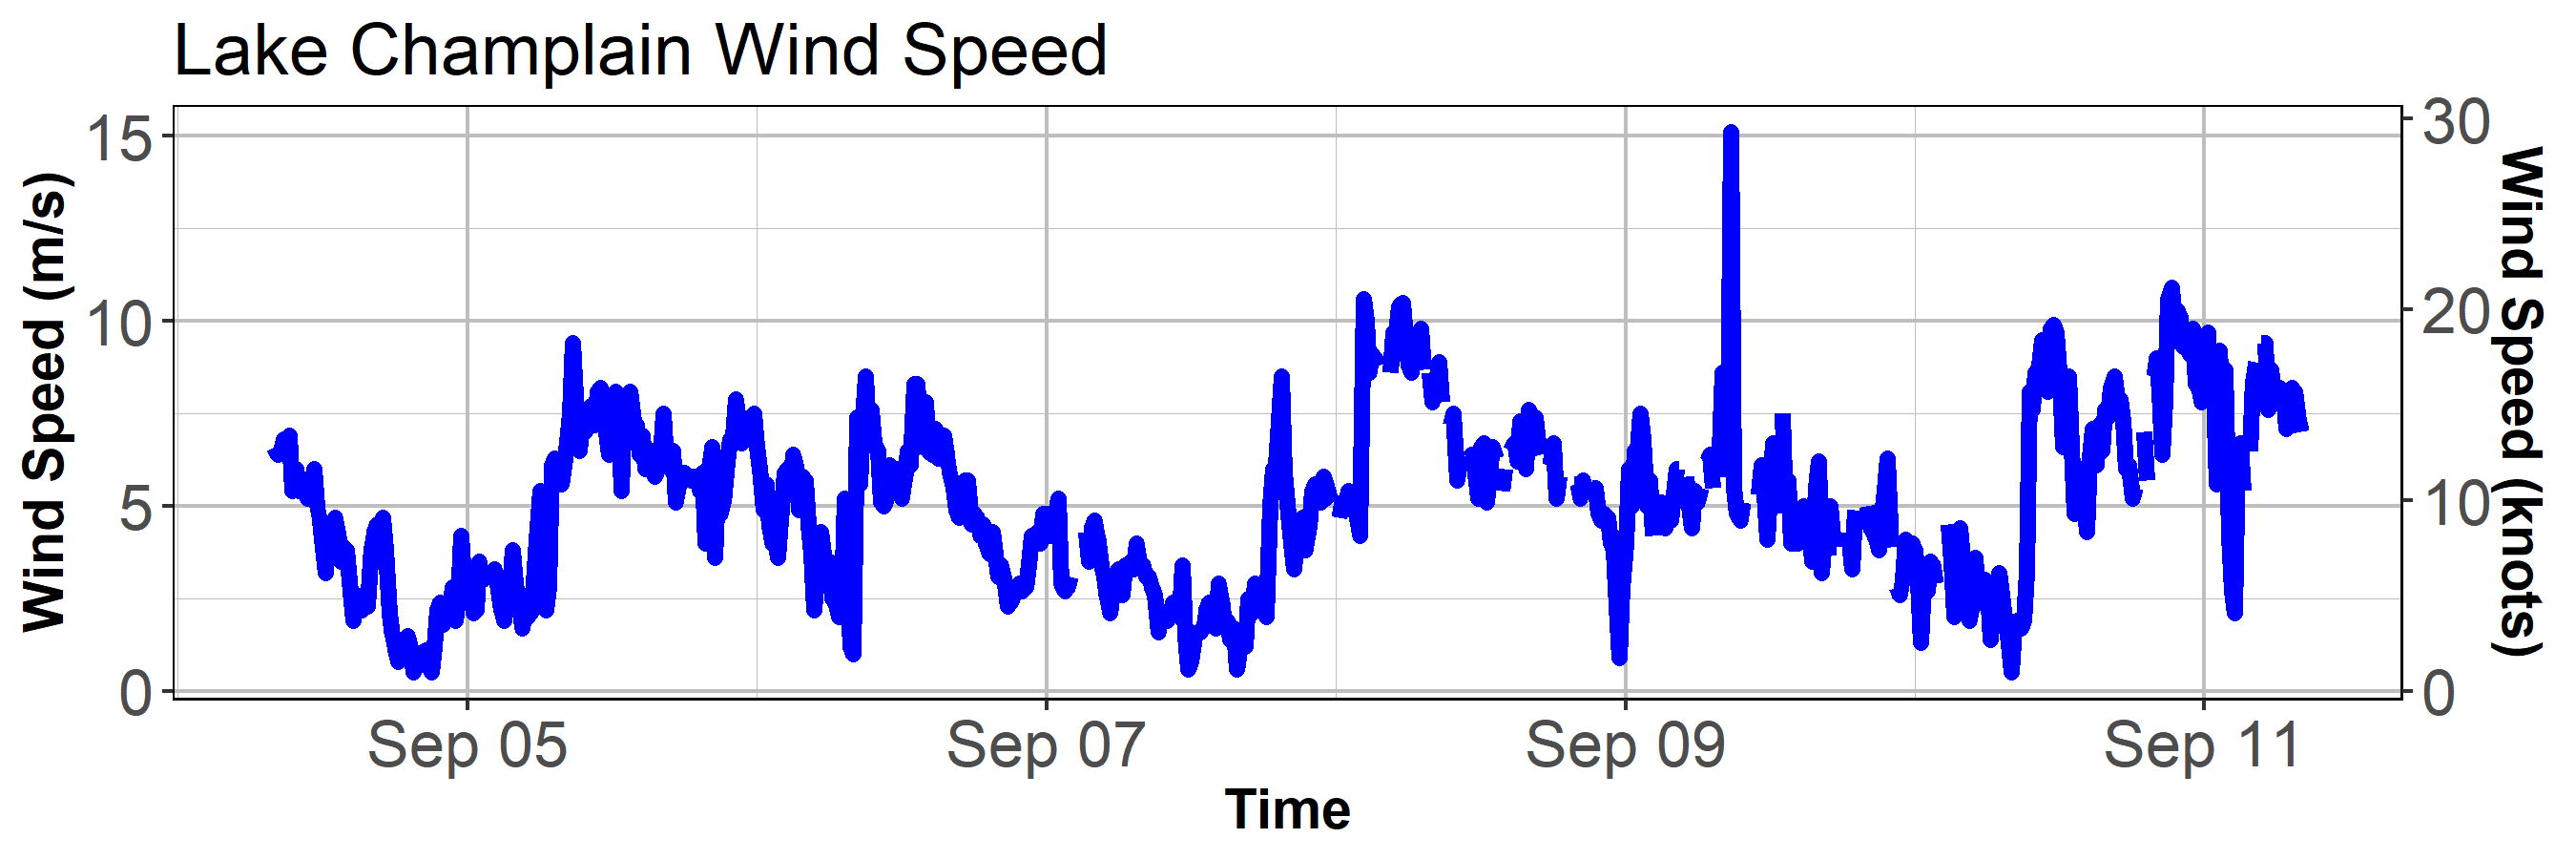 Lake Champlain Wind Speed
Wind Speed (m/s)
15
10
5
0
30
20
10
0
Wind Speed (knots)
Sep 05
Sep 07
Sep 09
Sep 11
Time